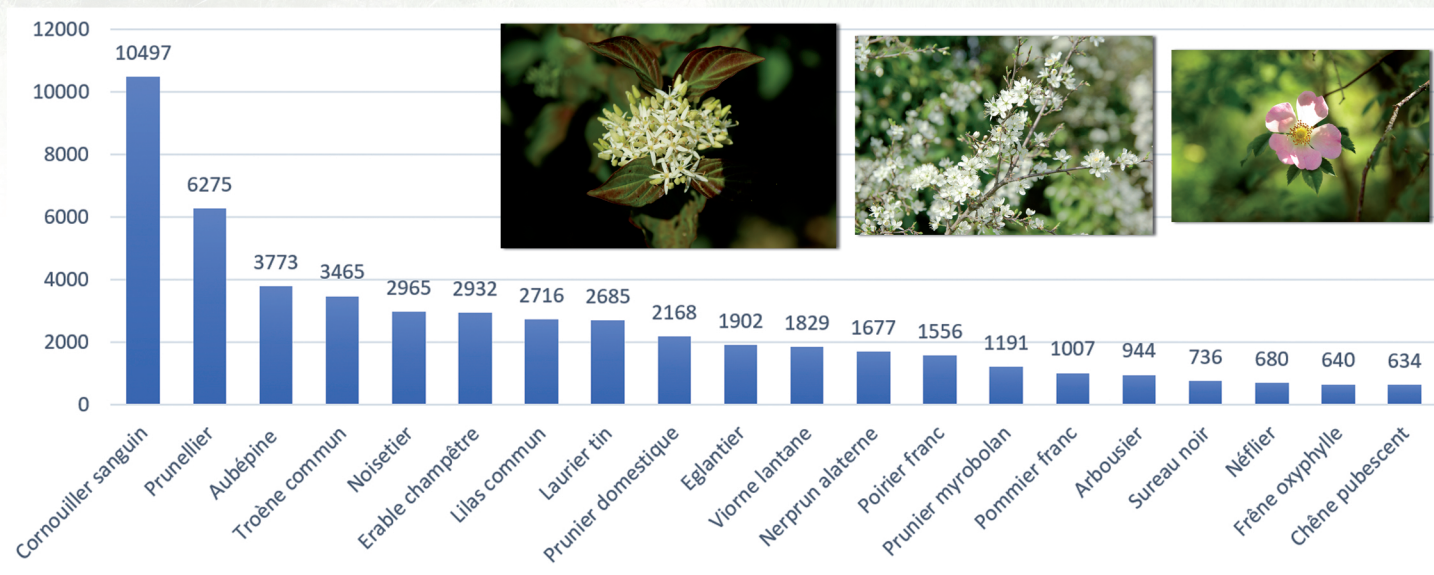 12000
10000
8000
6000
4000
2000
0
10497
6275
3773
3465
2965
2932
2716
2685
2168
1902
1829
1677
1556
1191
1007
944
736
680
640
634
Cornouiller sanguin
Prunellier
Aubépine
Troène commun
Noisetier
Erable champêtre
Lilas commun
Laurier tin
Prunier domestique
Eglantier
Viorne lantane
Nerprun alaterne
Poirier franc
Prunier myrobolan
Pommier franc
Arbousier
Sureau noir
Néflier
Frêne oxyphylle
Chêne pubescent